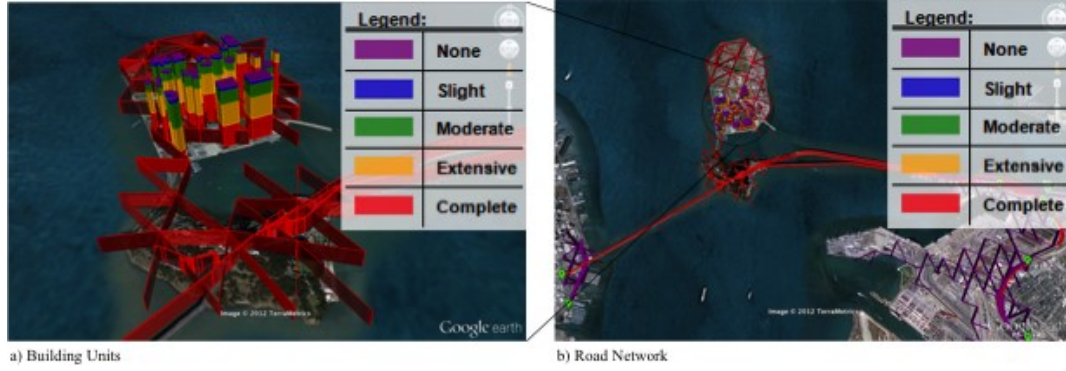 Legend:
None
Slight
Moderate
Extensive
Complete
Image © 2012 TerraMetrics
Google earth
a) Building Units
Legend:
None
Slight
Moderate
Extensive
Complete
Image © 2012 TerraMetrics
b) Road Network